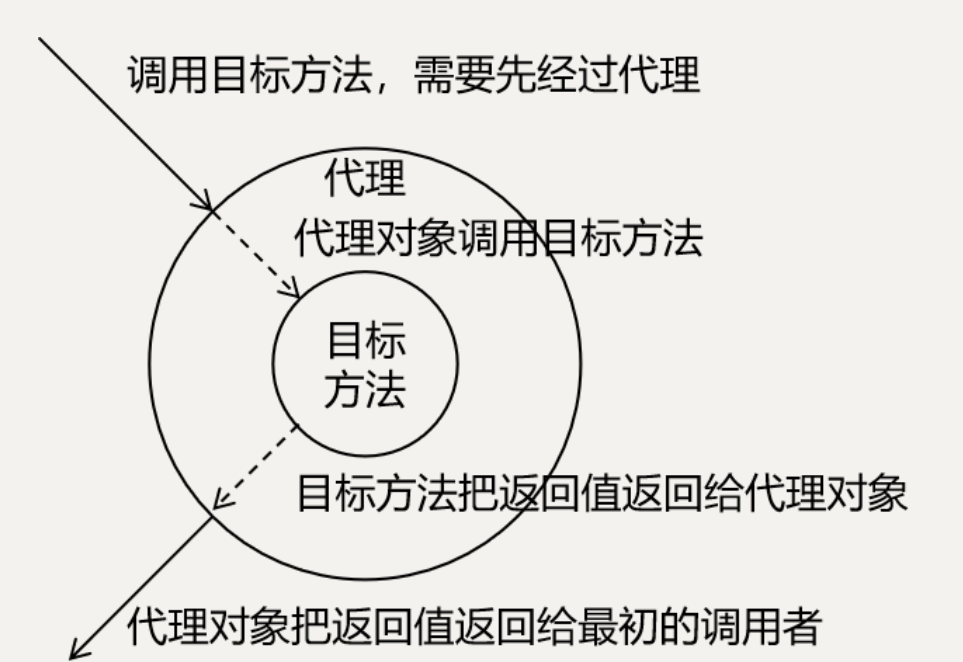 调用目标方法，需要先经过代理
代理
代理对象调用目标方法
目标
方法
目标方法把返回值返回给代理对象
代理对象把返回值返回给最初的调用者